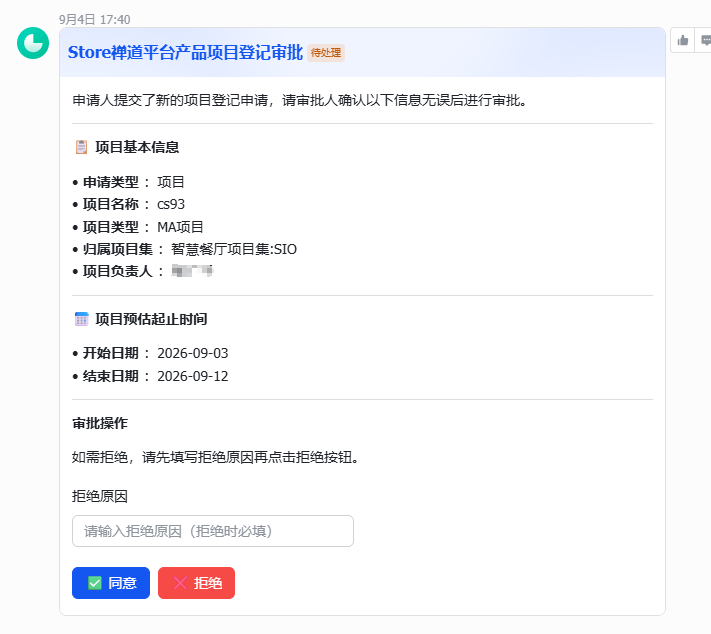 9月4日 17:40
Store禅道平台产品项目登记审批 待处理
申请人提交了新的项目登记申请，请审批人确认以下信息无误后进行审批。
项目基本信息
• 申请类型 ： 项目
• 项目名称 ： cs93
• 项目类型 ： MA项目
• 归属项目集 ： 智慧餐厅项目集:SIO
• 项目负责人 ：
项目预估起止时间
• 开始日期 ： 2026-09-03
• 结束日期 ： 2026-09-12
审批操作
如需拒绝，请先填写拒绝原因再点击拒绝按钮。
拒绝原因
请输入拒绝原因（拒绝时必填）
同意 拒绝